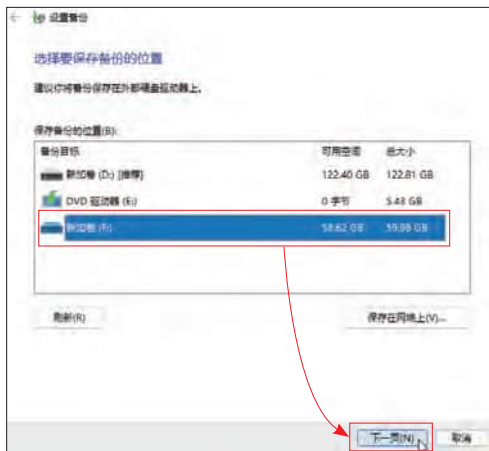 设置备份
选择要保存备份的位置
建议你将备份保存在外部硬盘驱动器上。
保存备份的位置(B):
备份目标 可用空间 总大小
新加卷 (D:) [推荐] 122.40 GB 122.81 GB
DVD 驱动器 (E:) 0 字节 5.43 GB
新加卷 (F:) 58.62 GB 59.08 GB
刷新(R) 保存在网络上(V)...
下一页(N) 取消